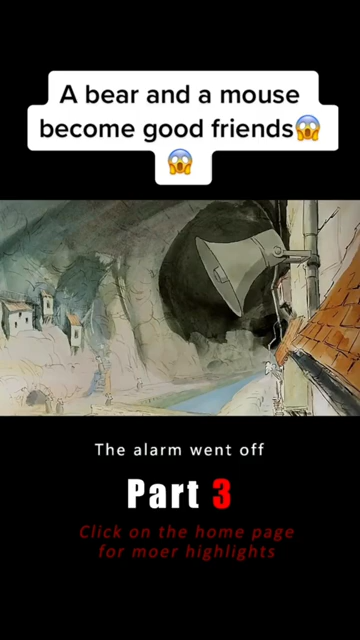 A bear and a mouse
become good friends😱
😱
The alarm went off
Part 3
Click on the home page
for moer highlights